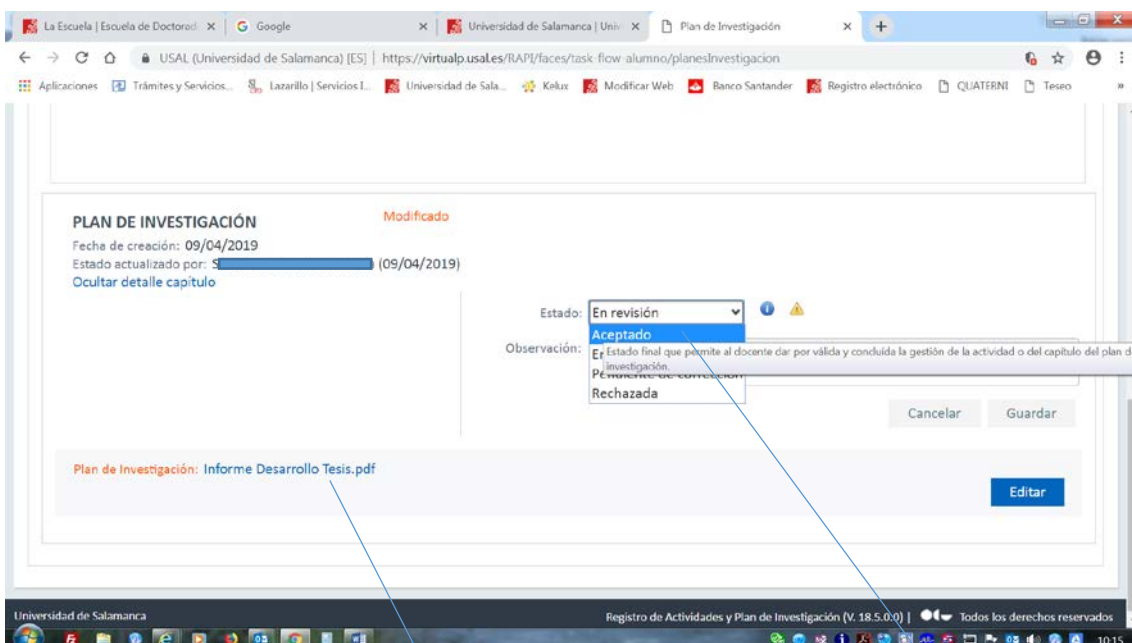 La Escuela | Escuela de Doctorad
Google
Universidad de Salamanca | Univ
Plan de Investigación
USAL (Universidad de Salamanca) [ES] | https://virtualp.usal.es/RAPI/faces/task-flow-alumno/planesInvestigacion
Aplicaciones Trámites y Servicios... Lazarillo | Servicios I... Universidad de Sala... Kelux Modificar Web Banco Santander Registro electrónico QUATERNI Teseo »
PLAN DE INVESTIGACIÓN
Modificado
Fecha de creación: 09/04/2019
Estado actualizado por: S (09/04/2019)
Ocultar detalle capítulo
Estado: En revisión
Aceptado
Observación:
Estado final que permite al docente dar por válida y concluida la gestión de la actividad o del capítulo del plan d
investigación.
Rechazada
Cancelar Guardar
Plan de Investigación: Informe Desarrollo Tesis.pdf
Editar
Universidad de Salamanca
Registro de Actividades y Plan de Investigación (V. 18.5.0.0) | Todos los derechos reservados
10:15